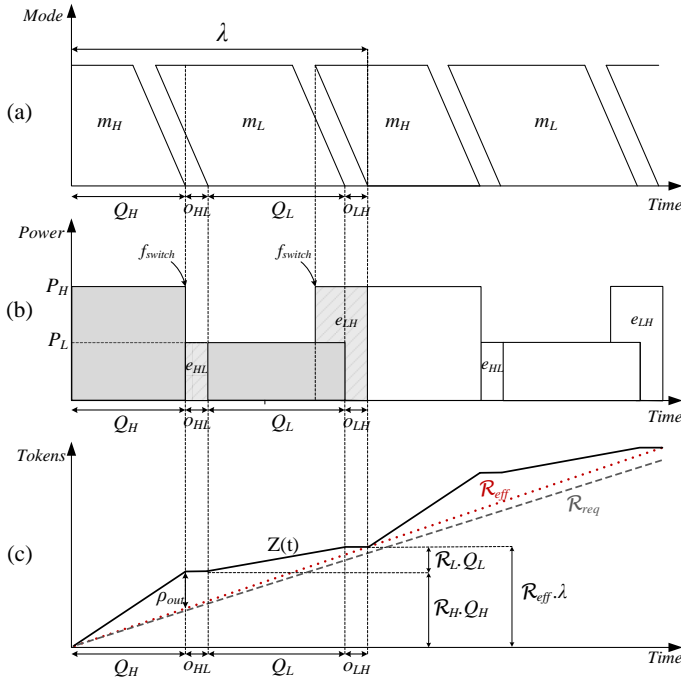 Mode
λ
(a)
m_H
m_L
m_H
m_L
Q_H
o_HL
Q_L
o_LH
Time
Power
f_switch
f_switch
P_H
(b)
e_LH
e_LH
P_L
e_HL
e_HL
Q_H
o_HL
Q_L
o_LH
Time
Tokens
R_eff
R_req
Z(t)
(c)
R_L.Q_L
ρ_out
R_H.Q_H
R_eff.λ
Q_H
o_HL
Q_L
o_LH
Time